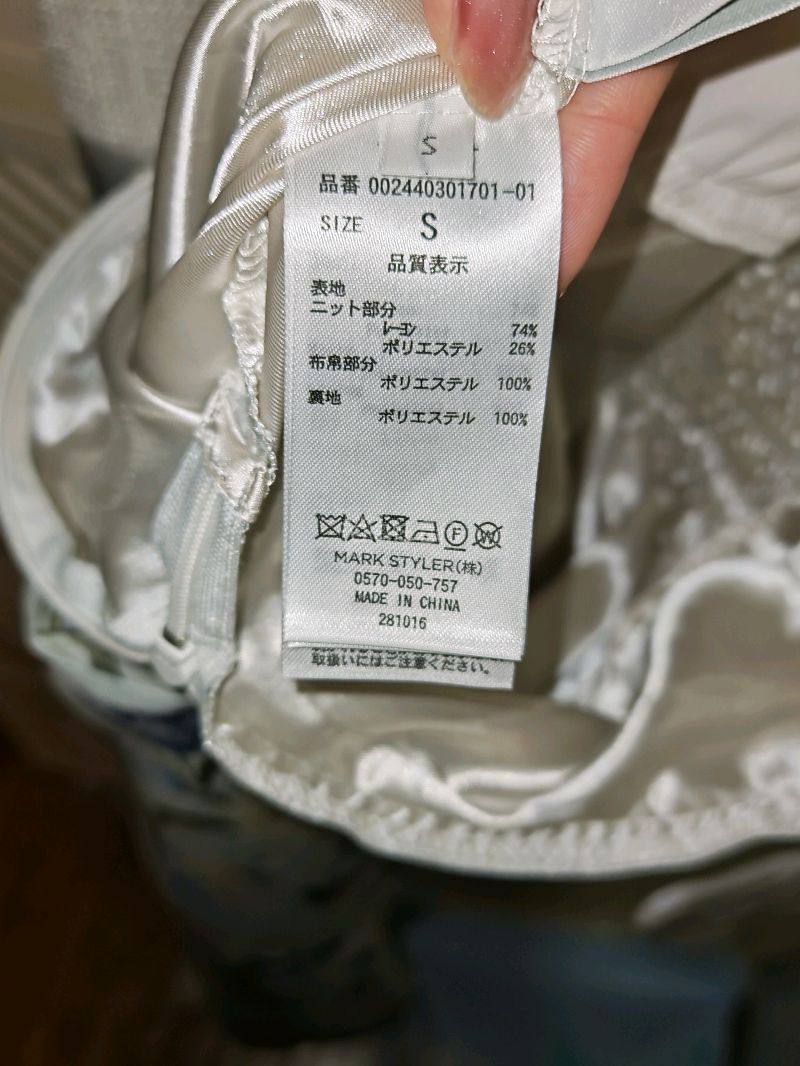 S
品番 002440301701-01
SIZE S
品質表示
表地
ニット部分
レーヨン 74%
ポリエステル 26%
布帛部分
ポリエステル 100%
裏地
ポリエステル 100%
MARK STYLER(株)
0570-050-757
MADE IN CHINA
281016
取扱いにはご注意ください。